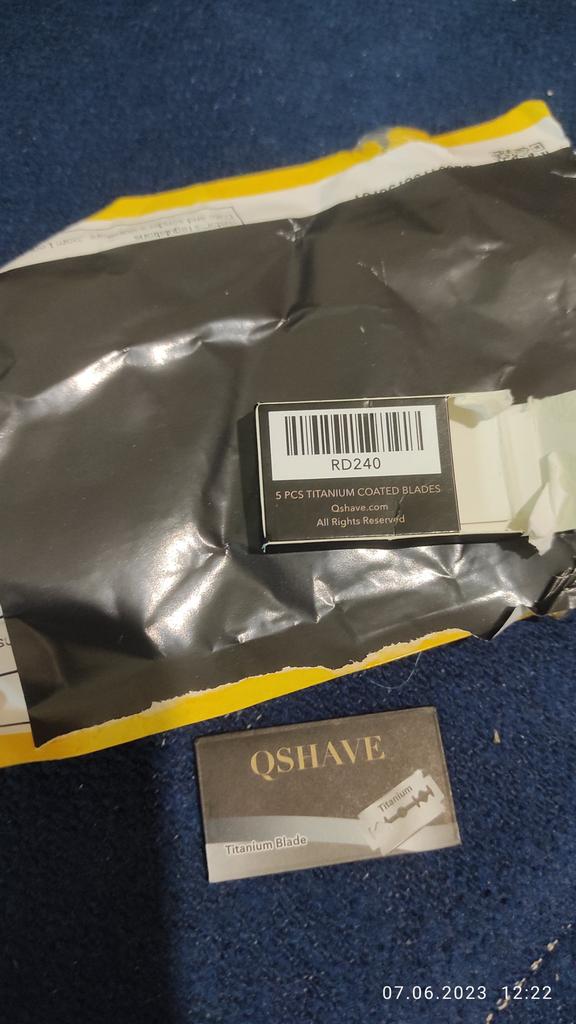 RD240
5 PCS TITANIUM COATED BLADES
Qshave.com
All Rights Reserved
QSHAVE
Titanium
Titanium Blade
07.06.2023 12:22